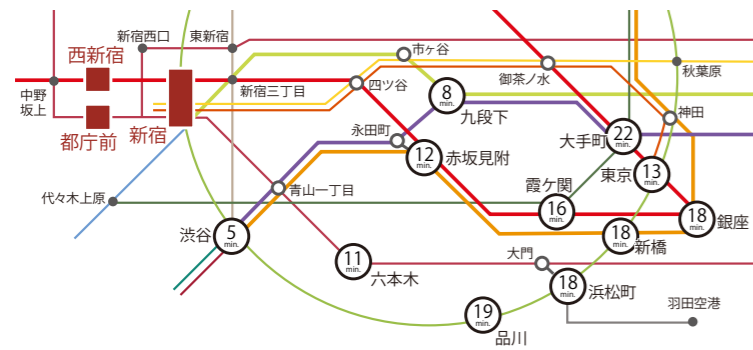 新宿西口
東新宿
市ヶ谷
西新宿
御茶ノ水
秋葉原
中野
坂上
新宿三丁目
四ツ谷
8
min.
九段下
神田
都庁前
新宿
永田町
大手町
22
min.
12
min.
赤坂見附
東京
13
min.
代々木上原
青山一丁目
霞ケ関
16
min.
18
min.
銀座
渋谷
5
min.
18
min.
新橋
11
min.
六本木
大門
18
min.
浜松町
羽田空港
19
min.
品川